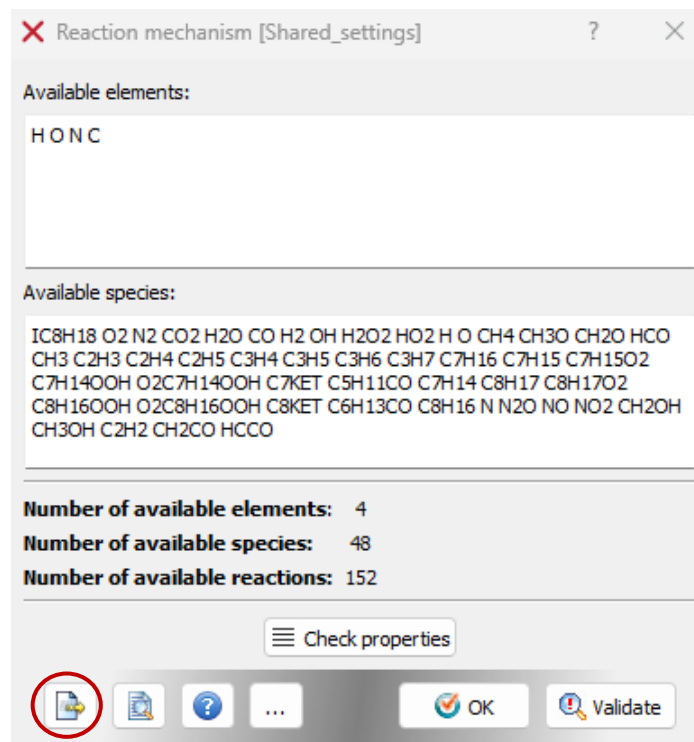 Reaction mechanism [Shared_settings] ?
Available elements:
H O N C
Available species:
IC8H18 O2 N2 CO2 H2O CO H2 OH H2O2 HO2 H O CH4 CH3O CH2O HCO
CH3 C2H3 C2H4 C2H5 C3H4 C3H5 C3H6 C3H7 C7H16 C7H15 C7H15O2
C7H14OOH O2C7H14OOH C7KET C5H11CO C7H14 C8H17 C8H17O2
C8H16OOH O2C8H16OOH C8KET C6H13CO C8H16 N N2O NO NO2 CH2OH
CH3OH C2H2 CH2CO HCCO
Number of available elements: 4
Number of available species: 48
Number of available reactions: 152
Check properties
? ... OK Validate